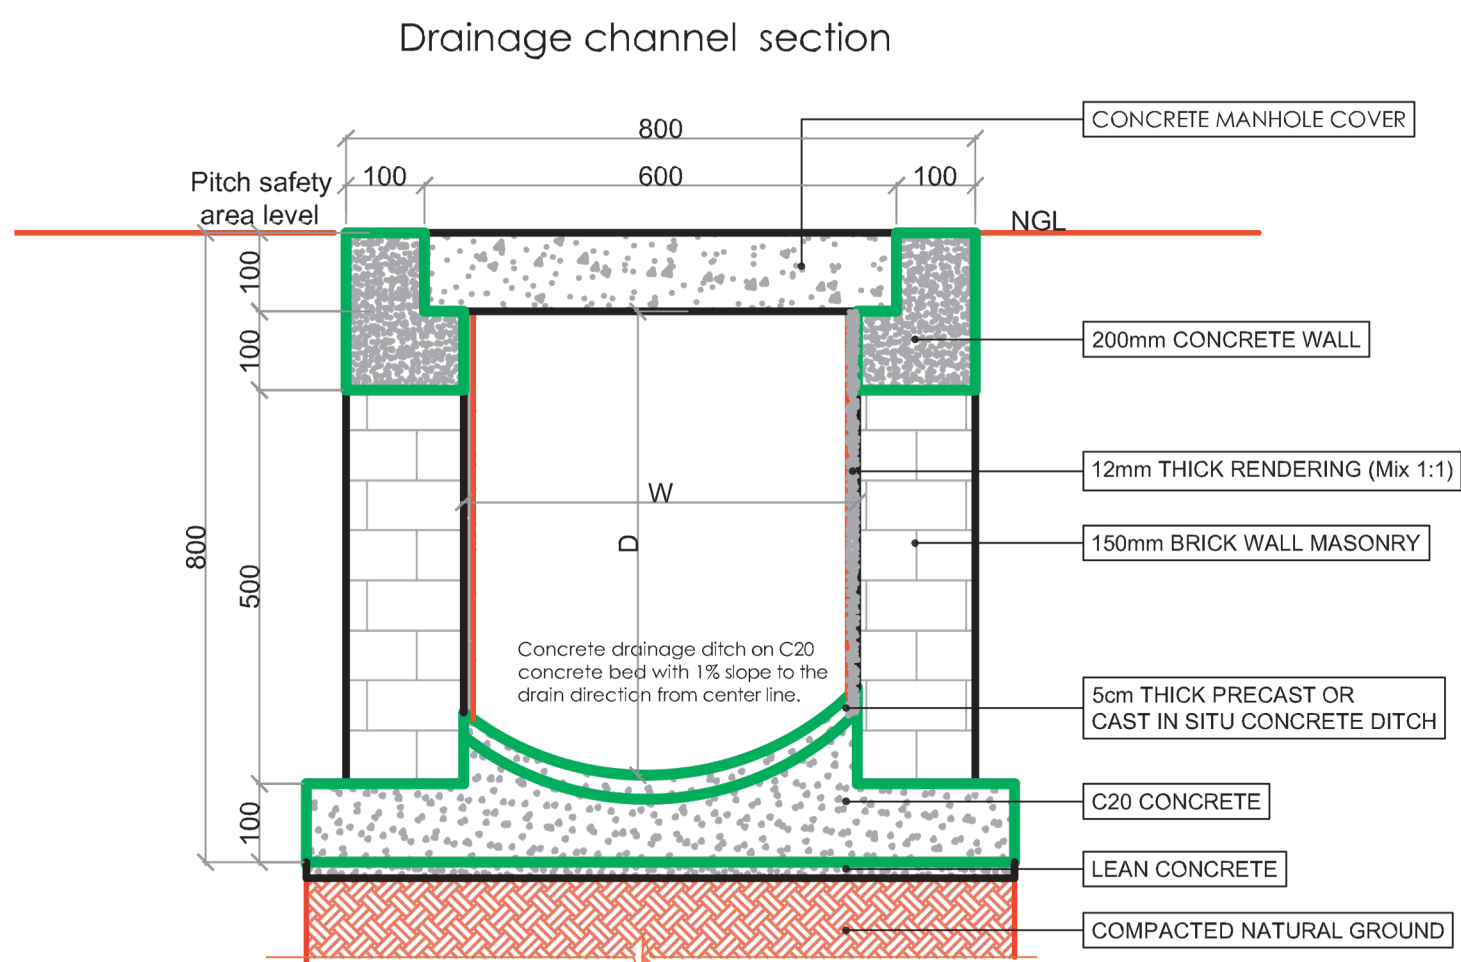 Drainage channel section
CONCRETE MANHOLE COVER
800
100
600
100
Pitch safety
area level
NGL
100
100
200mm CONCRETE WALL
12mm THICK RENDERING (Mix 1:1)
W
D
800
500
150mm BRICK WALL MASONRY
Concrete drainage ditch on C20
concrete bed with 1% slope to the
drain direction from center line.
5cm THICK PRECAST OR
CAST IN SITU CONCRETE DITCH
100
C20 CONCRETE
LEAN CONCRETE
COMPACTED NATURAL GROUND